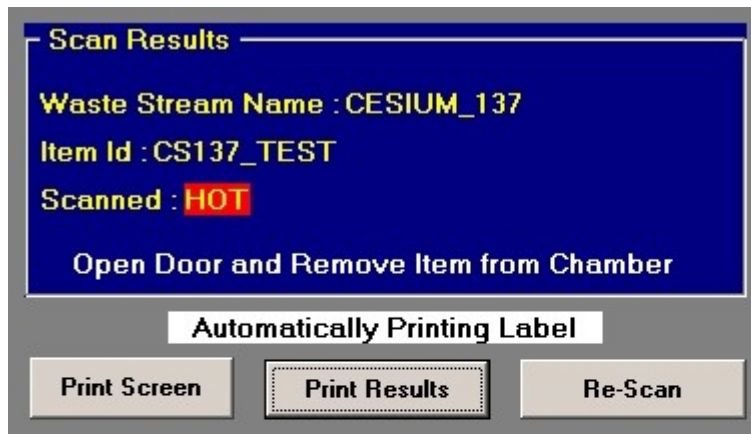 Scan Results
Waste Stream Name : CESIUM_137
Item Id : CS137_TEST
Scanned : HOT
Open Door and Remove Item from Chamber
Automatically Printing Label
Print Screen Print Results Re-Scan